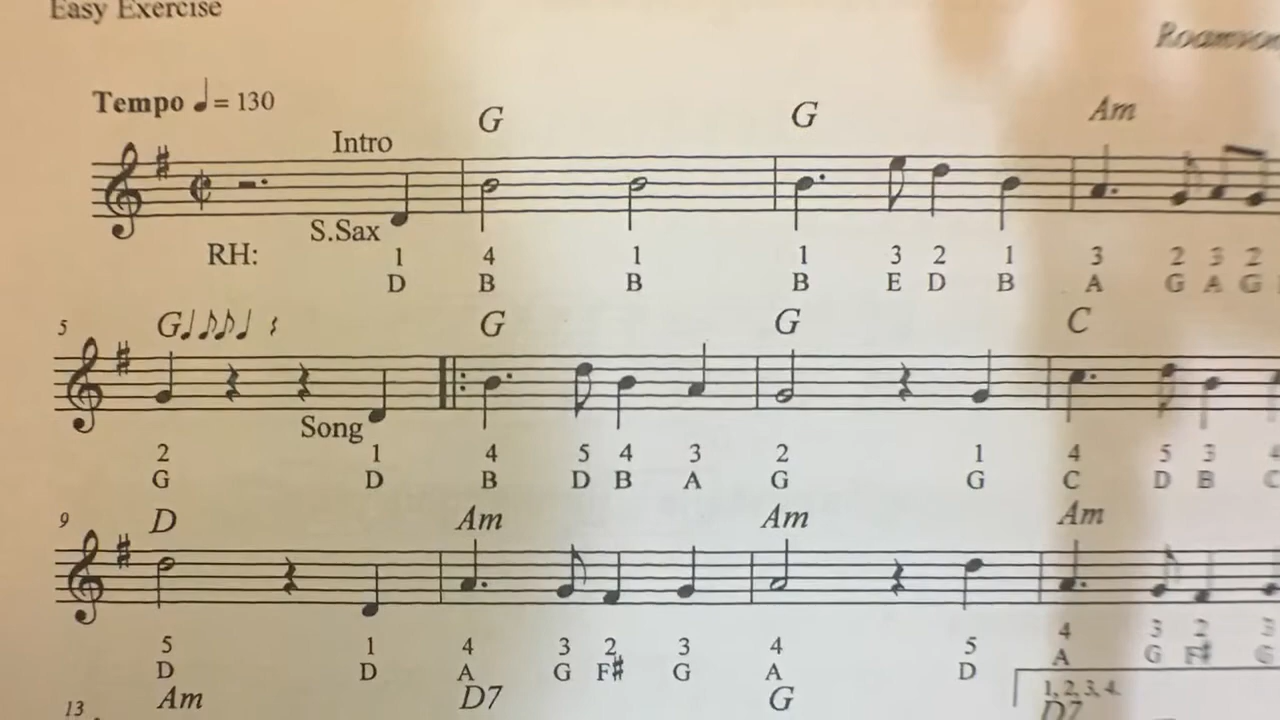 Easy Exercise
Tempo ♩= 130
Intro G G Am
S.Sax
RH: 1 4 1 1 3 2 1 3 2 3 2
D B B B E D B A G A G
5 G♩♪♪♩ 𝄽 G G C
Song
2 1 4 5 4 3 2 1 4 5 3 4
G D B D B A G G C D B C
9 D Am Am Am
5 1 4 3 2 3 4 5 4 3 2 3
D D A G F# G A D A G F# G
13 Am D7 G 1, 2, 3, 4.
D7